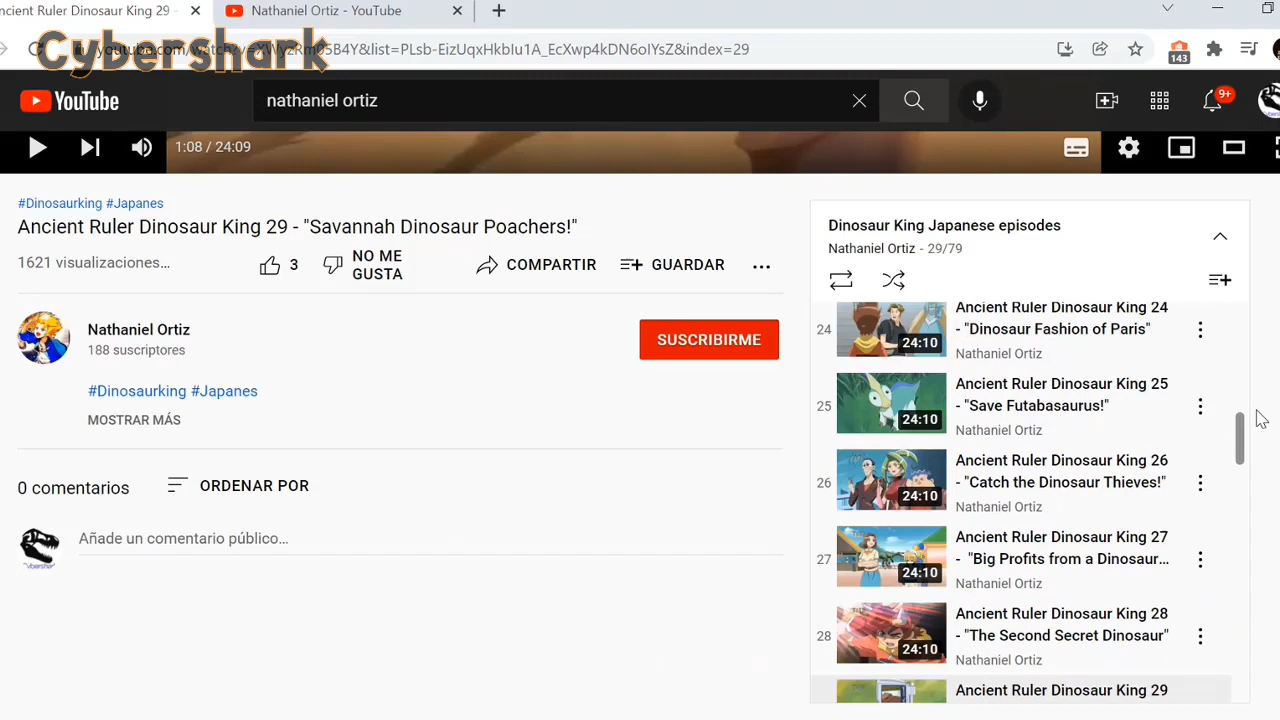 ncient Ruler Dinosaur King 29 -
Nathaniel Ortiz - YouTube
Cybershark
youtube.com/watch?v=XWyzRm05B4Y&list=PLsb-EizUqxHkbIu1A_EcXwp4kDN6olYsZ&index=29
143
YouTube
nathaniel ortiz
9+
1:08 / 24:09
#Dinosaurking #Japanes
Ancient Ruler Dinosaur King 29 - "Savannah Dinosaur Poachers!"
1621 visualizaciones…
3
NO ME
GUSTA
COMPARTIR
GUARDAR
Nathaniel Ortiz
188 suscriptores
SUSCRIBIRME
#Dinosaurking #Japanes
MOSTRAR MÁS
0 comentarios
ORDENAR POR
Añade un comentario público…
Dinosaur King Japanese episodes
Nathaniel Ortiz - 29/79
24
24:10
Ancient Ruler Dinosaur King 24
- "Dinosaur Fashion of Paris"
Nathaniel Ortiz
25
24:10
Ancient Ruler Dinosaur King 25
- "Save Futabasaurus!"
Nathaniel Ortiz
26
24:10
Ancient Ruler Dinosaur King 26
- "Catch the Dinosaur Thieves!"
Nathaniel Ortiz
27
24:10
Ancient Ruler Dinosaur King 27
- "Big Profits from a Dinosaur…
Nathaniel Ortiz
28
24:10
Ancient Ruler Dinosaur King 28
- "The Second Secret Dinosaur"
Nathaniel Ortiz
Ancient Ruler Dinosaur King 29